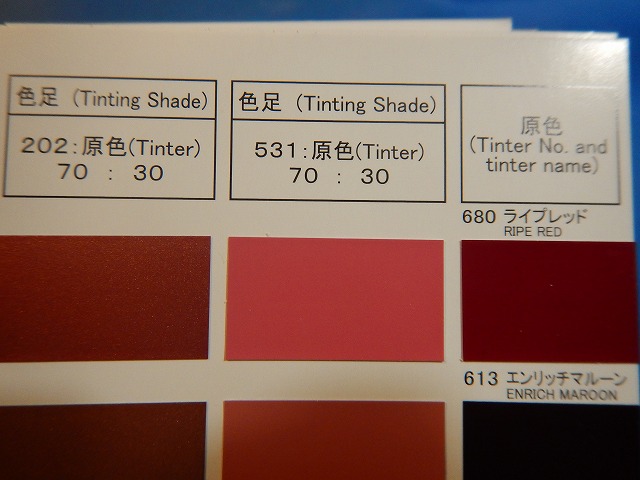 色足 (Tinting Shade)
202:原色(Tinter)
70 : 30
色足 (Tinting Shade)
531:原色(Tinter)
70 : 30
原色
(Tinter No. and
tinter name)
680 ライプレッド
RIPE RED
613 エンリッチマルーン
ENRICH MAROON